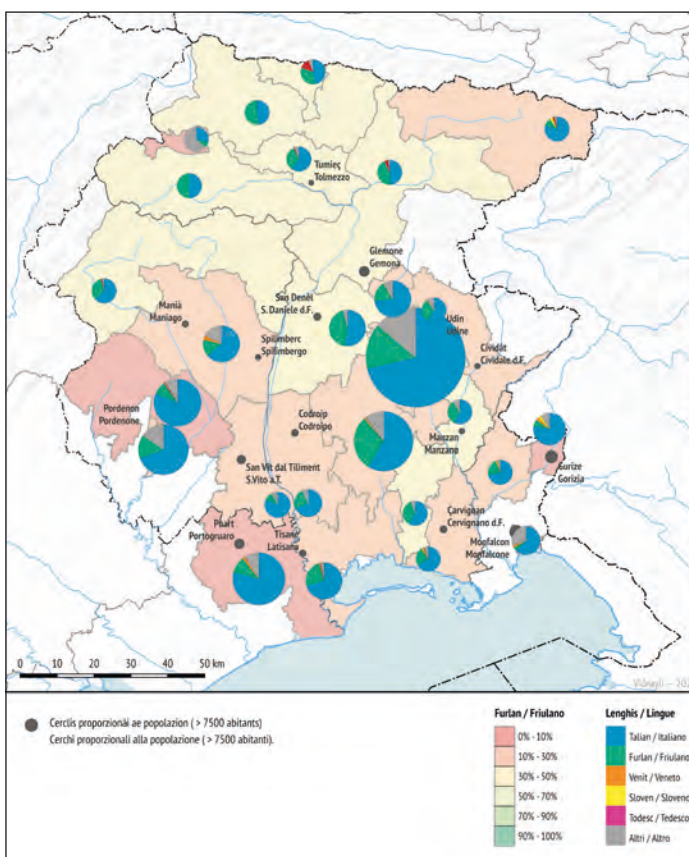 Tumieç
Tolmezzo
Glemone
Gemona
San Denêl
S. Daniele d.F.
Manià
Maniago
Udin
Udine
Spilimberc
Spilimbergo
Cividât
Cividale d.F.
Pordenon
Pordenone
Codroip
Codroipo
Manzan
Manzano
San Vit dal Tiliment
S.Vito a.T.
Gurize
Gorizia
Çarvignan
Cervignano d.F.
Puart
Portogruaro
Tisane
Latisana
Monfalcon
Monfalcone
0 10 20 30 40 50 km
Cerclis proporzionâi ae popolazion ( > 7500 abitants)
Cerchi proporzionali alla popolazione ( > 7500 abitanti).
Furlan / Friulano
0% - 10%
10% - 30%
30% - 50%
50% - 70%
70% - 90%
90% - 100%
Lenghis / Lingue
Talian / Italiano
Furlan / Friulano
Venit / Veneto
Sloven / Sloveno
Todesc / Tedesco
Altri / Altro